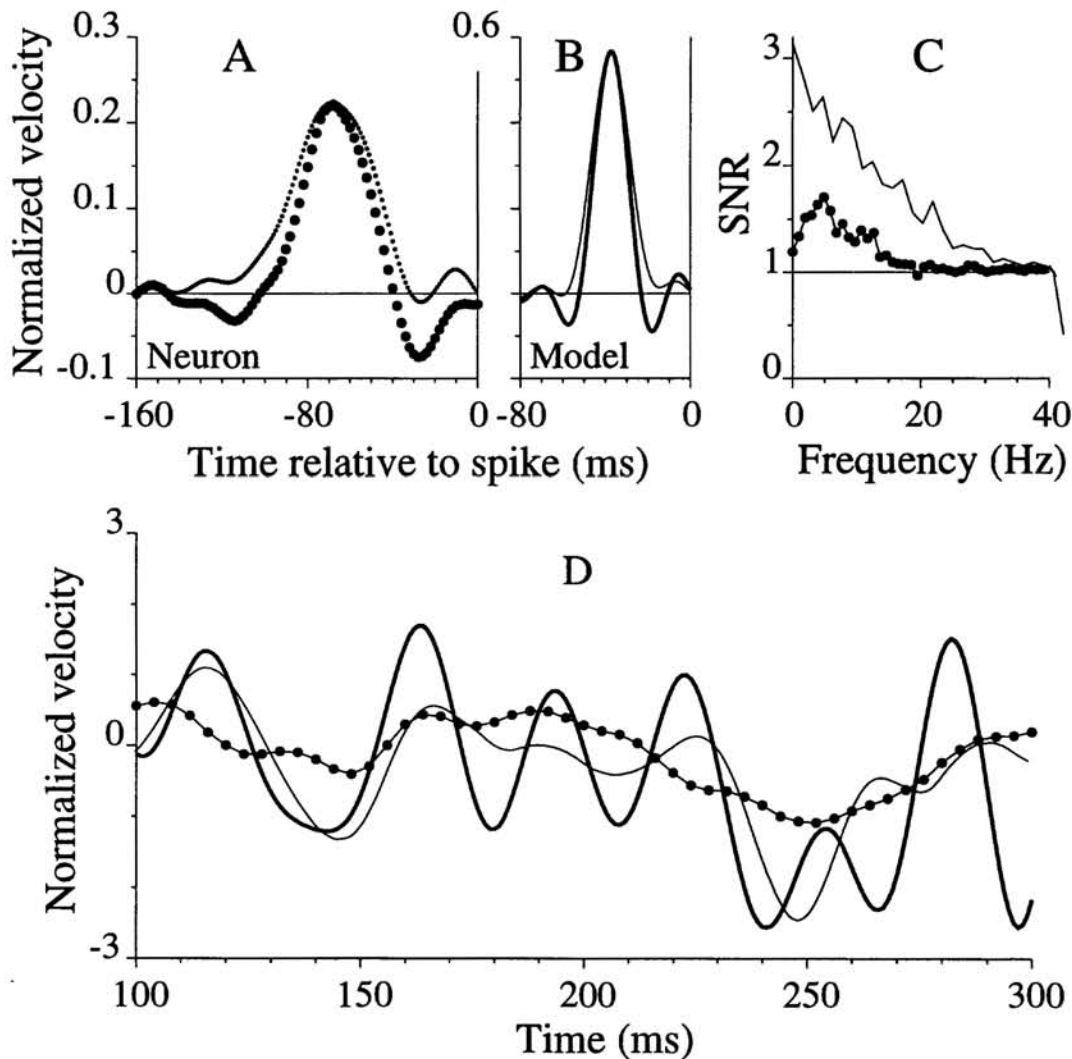 0.3
0.2
0.1
0
-0.1
Normalized velocity
A
Neuron
-160
-80
0
0.6
B
Model
-80
0
Time relative to spike (ms)
C
SNR
3
2
1
0
0
20
40
Frequency (Hz)
D
Normalized velocity
3
0
-3
100
150
200
250
300
Time (ms)